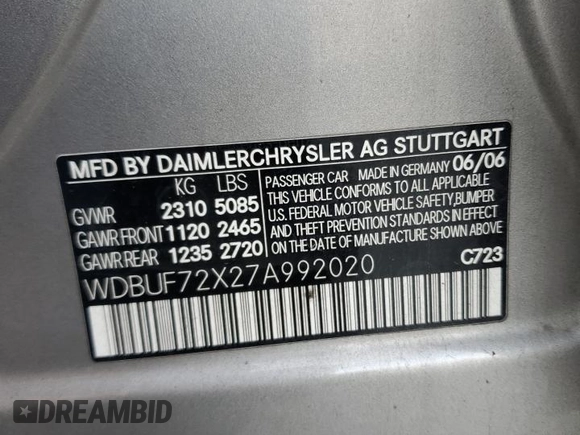 MFD BY DAIMLERCHRYSLER AG STUTTGART
KG LBS
GVWR 2310 5085
GAWR FRONT 1120 2465
GAWR REAR 1235 2720
PASSENGER CAR MADE IN GERMANY 06/06
THIS VEHICLE CONFORMS TO ALL APPLICABLE
U.S. FEDERAL MOTOR VEHICLE SAFETY, BUMPER
AND THEFT PREVENTION STANDARDS IN EFFECT
ON THE DATE OF MANUFACTURE SHOWN ABOVE.
WDBUF72X27A992020 C723
DREAMBID